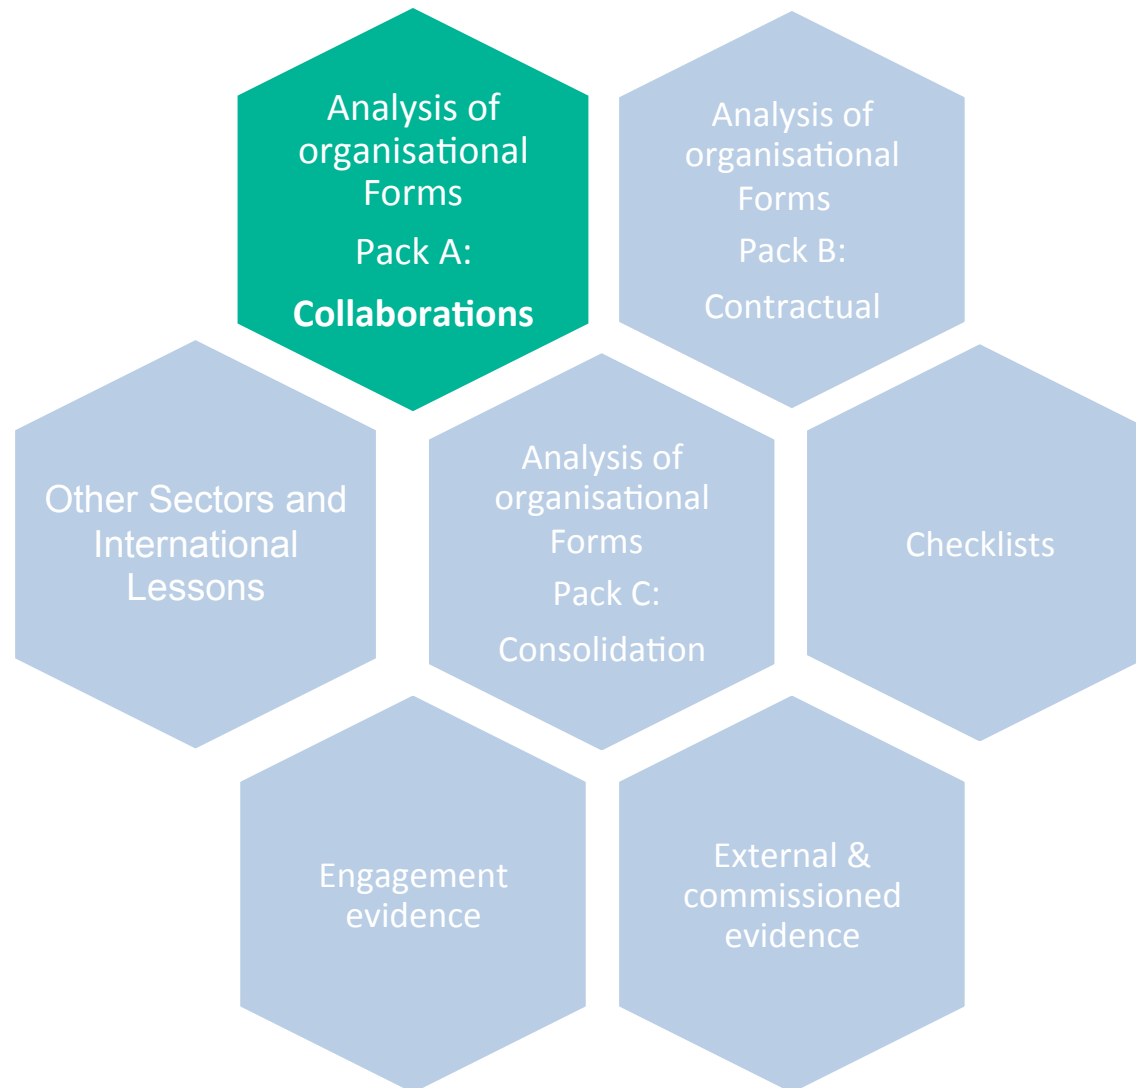 Analysis of
organisational
Forms
Pack A:
Collaborations
Analysis of
organisational
Forms
Pack B:
Contractual
Other Sectors and
International
Lessons
Analysis of
organisational
Forms
Pack C:
Consolidation
Checklists
Engagement
evidence
External &
commissioned
evidence